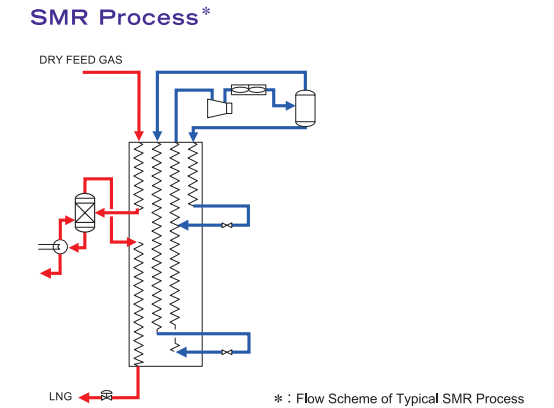 SMR Process*
DRY FEED GAS
LNG
* : Flow Scheme of Typical SMR Process